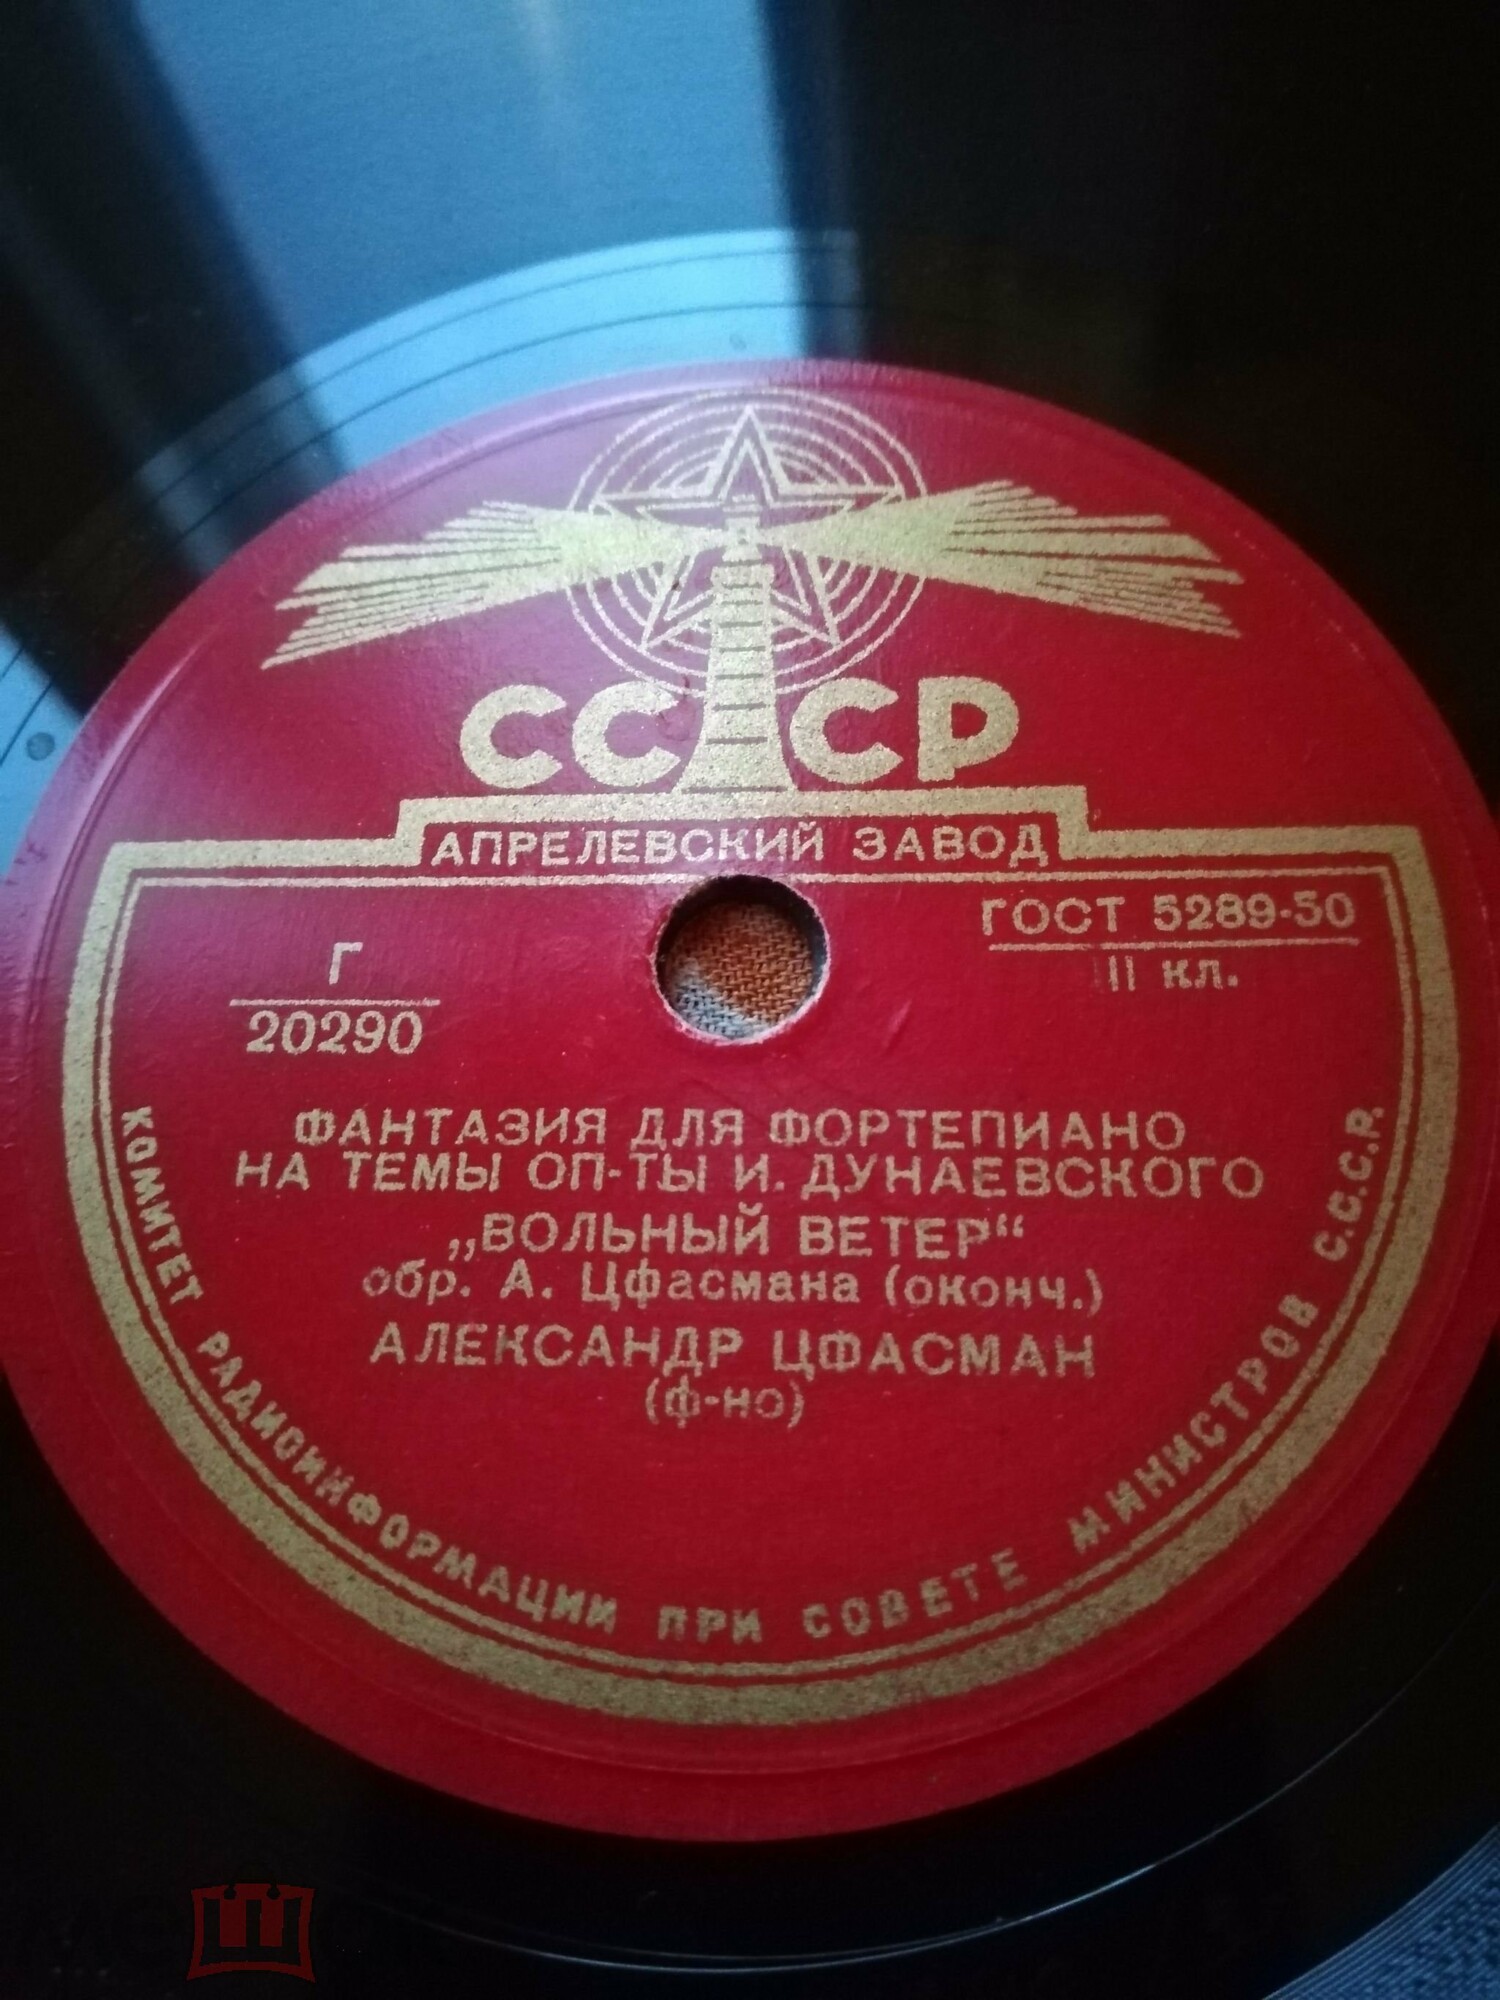 СССР
АПРЕЛЕВСКИЙ ЗАВОД
ГОСТ 5289-50
II кл.
Г
20290
ФАНТАЗИЯ ДЛЯ ФОРТЕПИАНО
НА ТЕМЫ ОП-ТЫ И. ДУНАЕВСКОГО
„ВОЛЬНЫЙ ВЕТЕР“
обр. А. Цфасмана (оконч.)
АЛЕКСАНДР ЦФАСМАН
(ф-но)
КОМИТЕТ РАДИОИНФОРМАЦИИ ПРИ СОВЕТЕ МИНИСТРОВ С.С.С.Р.